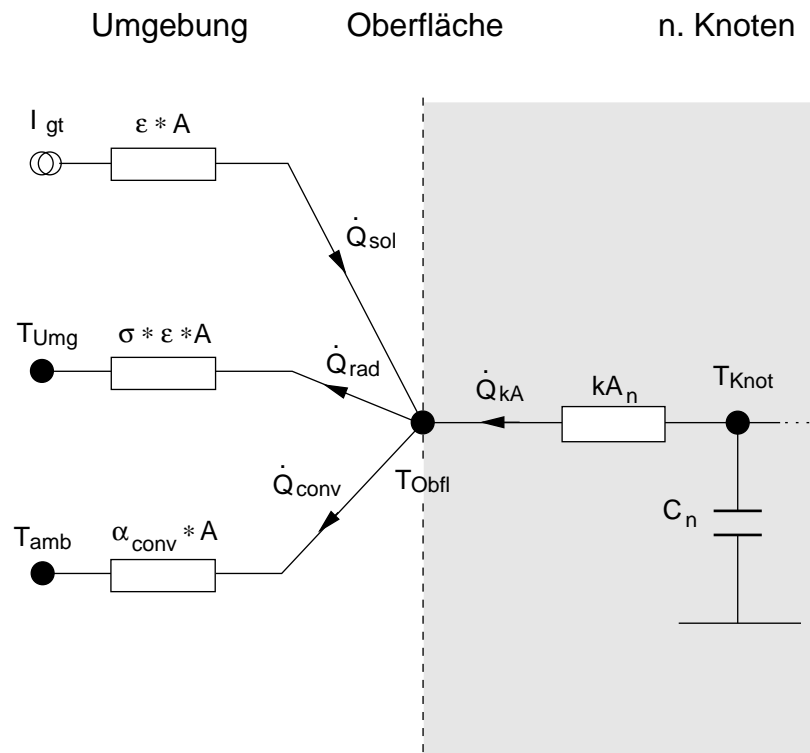 Umgebung Oberfläche n. Knoten
I gt
ε * A
Q̇sol
TUmg
σ * ε * A
Q̇rad
Q̇kA
kAn
TKnot
Q̇conv
TObfl
Cn
Tamb
αconv * A